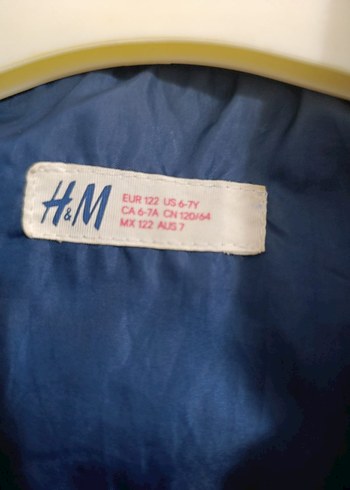 H&M
EUR 122 US 6-7Y
CA 6-7A CN 120/64
MX 122 AUS 7